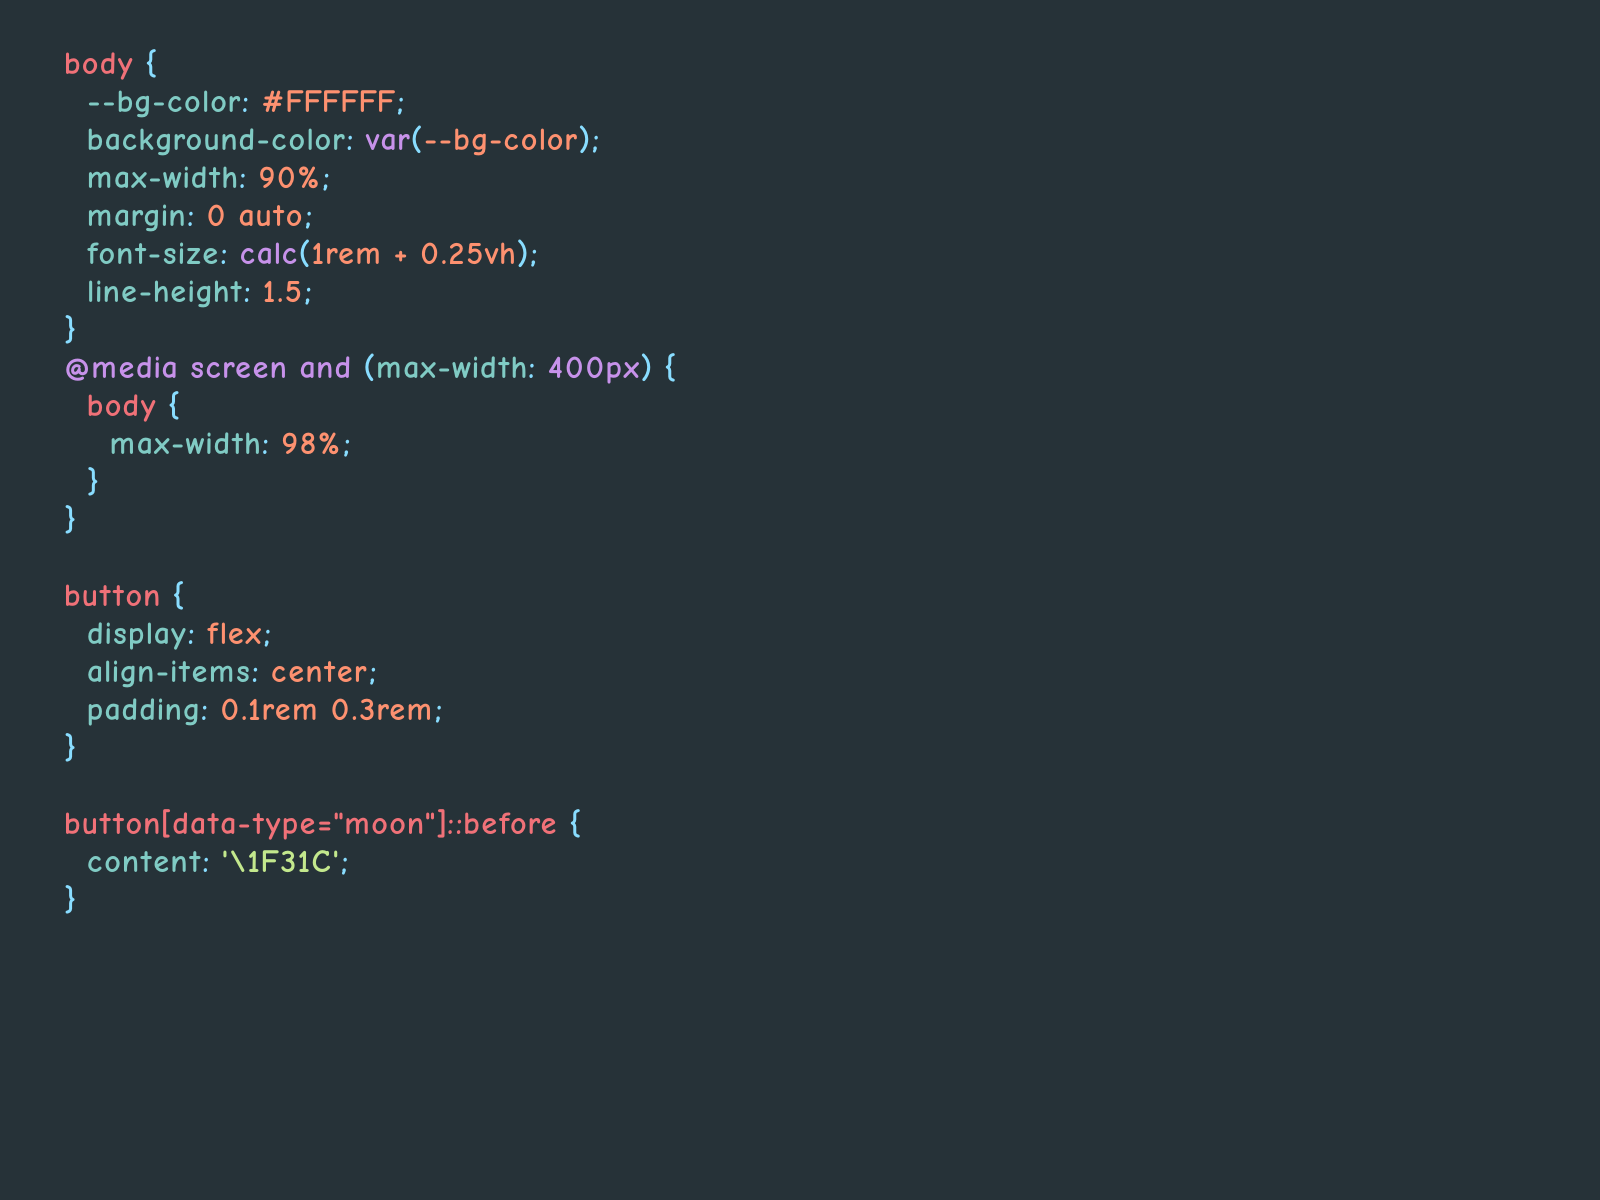 body {
  --bg-color: #FFFFFF;
  background-color: var(--bg-color);
  max-width: 90%;
  margin: 0 auto;
  font-size: calc(1rem + 0.25vh);
  line-height: 1.5;
}
@media screen and (max-width: 400px) {
  body {
    max-width: 98%;
  }
}

button {
  display: flex;
  align-items: center;
  padding: 0.1rem 0.3rem;
}

button[data-type="moon"]::before {
  content: '\1F31C';
}